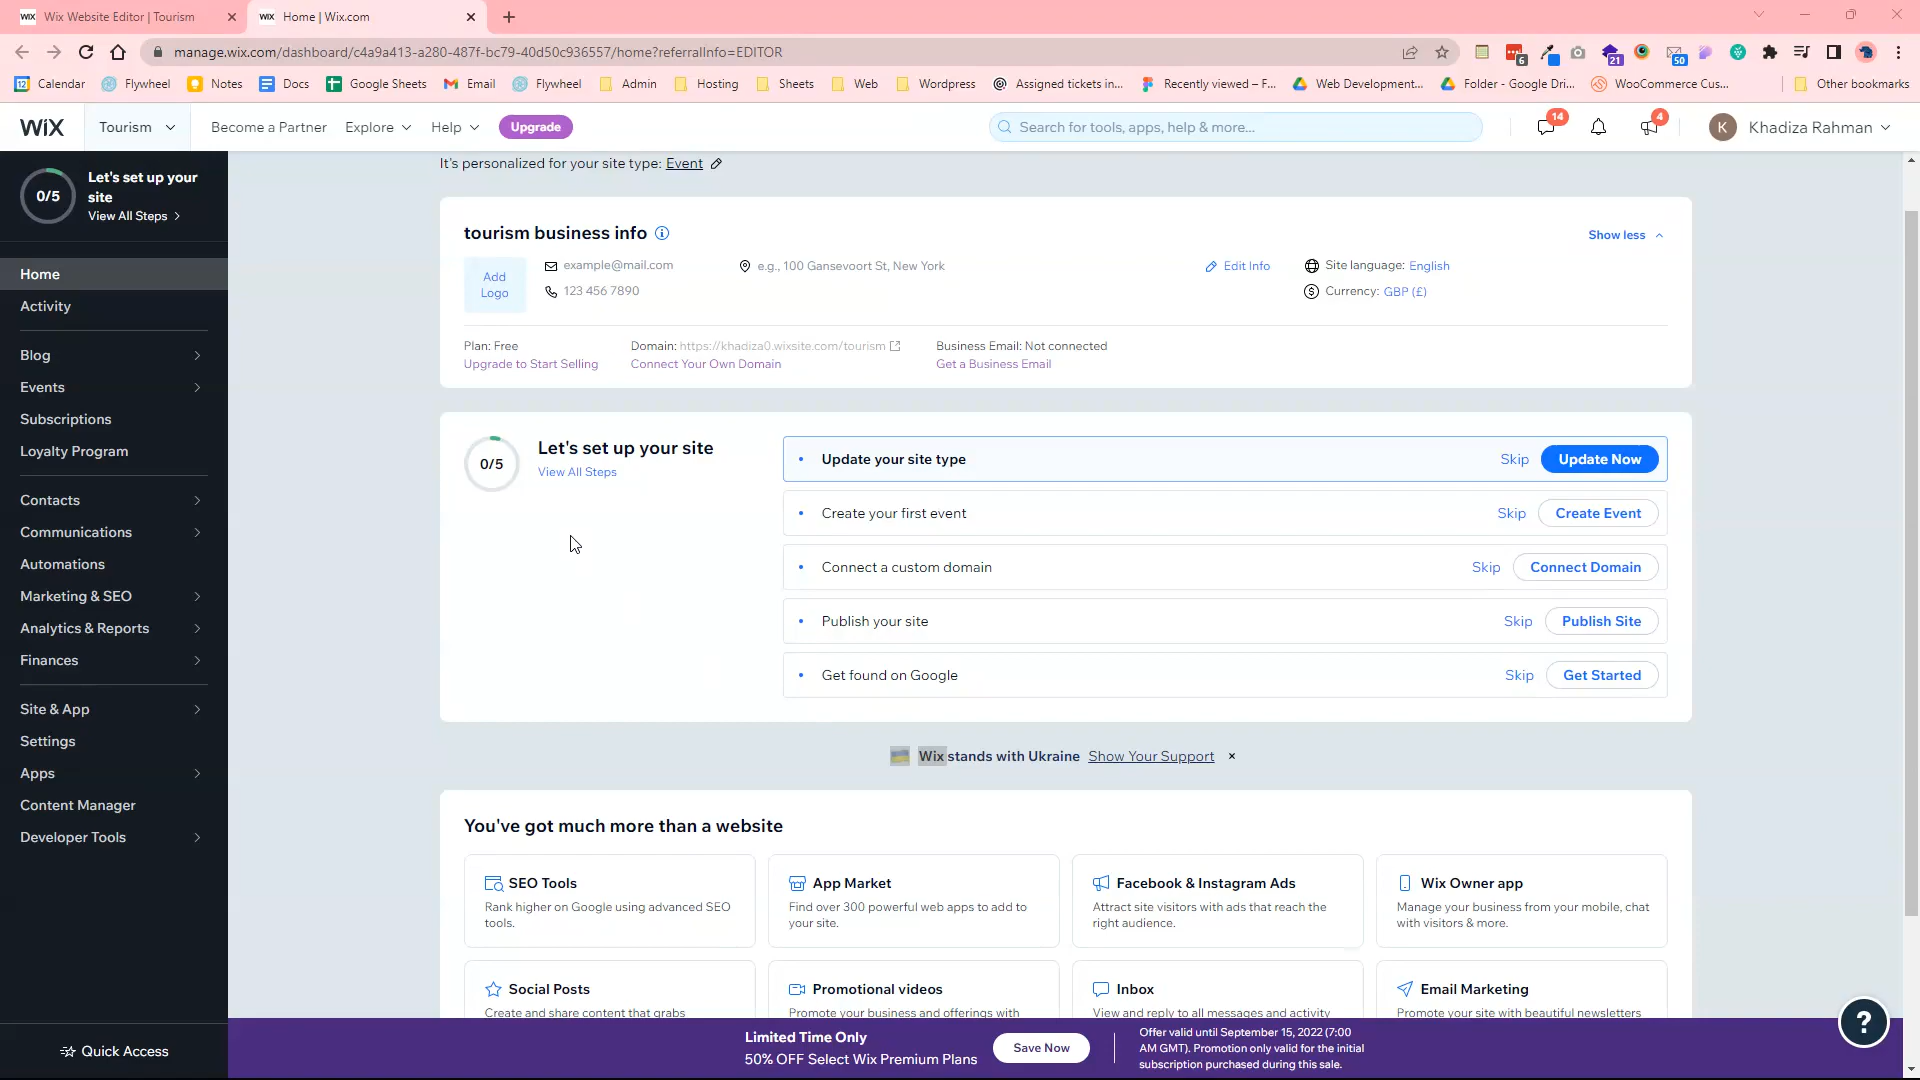 WIX Wix Website Editor | Tourism
WIX Home | Wix.com
manage.wix.com/dashboard/c4a9a413-a280-487f-bc79-40d50c936557/home?referralInfo=EDITOR
6
21
50
12 Calendar
Flywheel
Notes
Docs
Google Sheets
Email
Flywheel
Admin
Hosting
Sheets
Web
Wordpress
Assigned tickets in...
Recently viewed – F...
Web Development...
Folder - Google Dri...
WooCommerce Cus...
Other bookmarks
WIX
Tourism
Become a Partner
Explore
Help
Upgrade
Search for tools, apps, help & more...
14
4
K Khadiza Rahman
0/5
Let's set up your
site
View All Steps >
Home
Activity
Blog
Events
Subscriptions
Loyalty Program
Contacts
Communications
Automations
Marketing & SEO
Analytics & Reports
Finances
Site & App
Settings
Apps
Content Manager
Developer Tools
Quick Access
It's personalized for your site type: Event
tourism business info
Show less
Add
Logo
example@mail.com
123 456 7890
e.g., 100 Gansevoort St, New York
Edit Info
Site language: English
Currency: GBP (£)
Plan: Free
Upgrade to Start Selling
Domain: https://khadiza0.wixsite.com/tourism
Connect Your Own Domain
Business Email: Not connected
Get a Business Email
0/5
Let's set up your site
View All Steps
Update your site type Skip Update Now
Create your first event Skip Create Event
Connect a custom domain Skip Connect Domain
Publish your site Skip Publish Site
Get found on Google Skip Get Started
Wix stands with Ukraine Show Your Support ×
You've got much more than a website
SEO Tools
Rank higher on Google using advanced SEO
tools.
App Market
Find over 300 powerful web apps to add to
your site.
Facebook & Instagram Ads
Attract site visitors with ads that reach the
right audience.
Wix Owner app
Manage your business from your mobile, chat
with visitors & more.
Social Posts
Create and share content that grabs
Promotional videos
Promote your business and offerings with
Inbox
View and reply to all messages and activity
Email Marketing
Promote your site with beautiful newsletters
Limited Time Only
50% OFF Select Wix Premium Plans
Save Now
Offer valid until September 15, 2022 (7:00
AM GMT). Promotion only valid for the initial
subscription purchased during this sale.
?